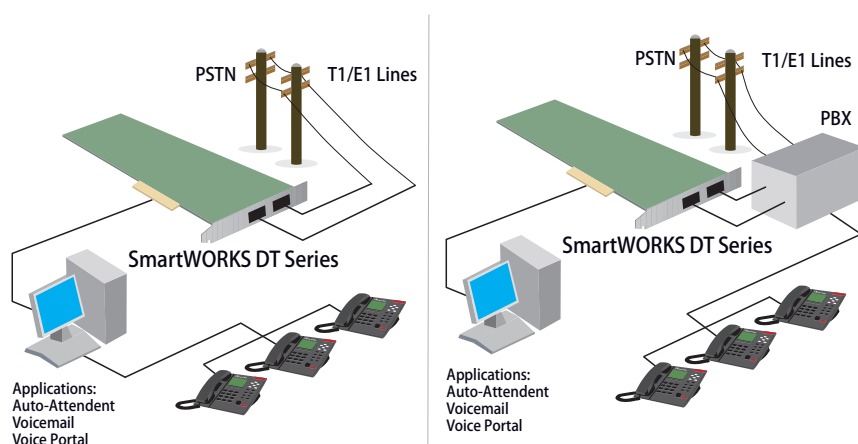 PSTN
T1/E1 Lines
SmartWORKS DT Series
Applications:
Auto-Attendent
Voicemail
Voice Portal
PSTN
T1/E1 Lines
PBX
SmartWORKS DT Series
Applications:
Auto-Attendent
Voicemail
Voice Portal